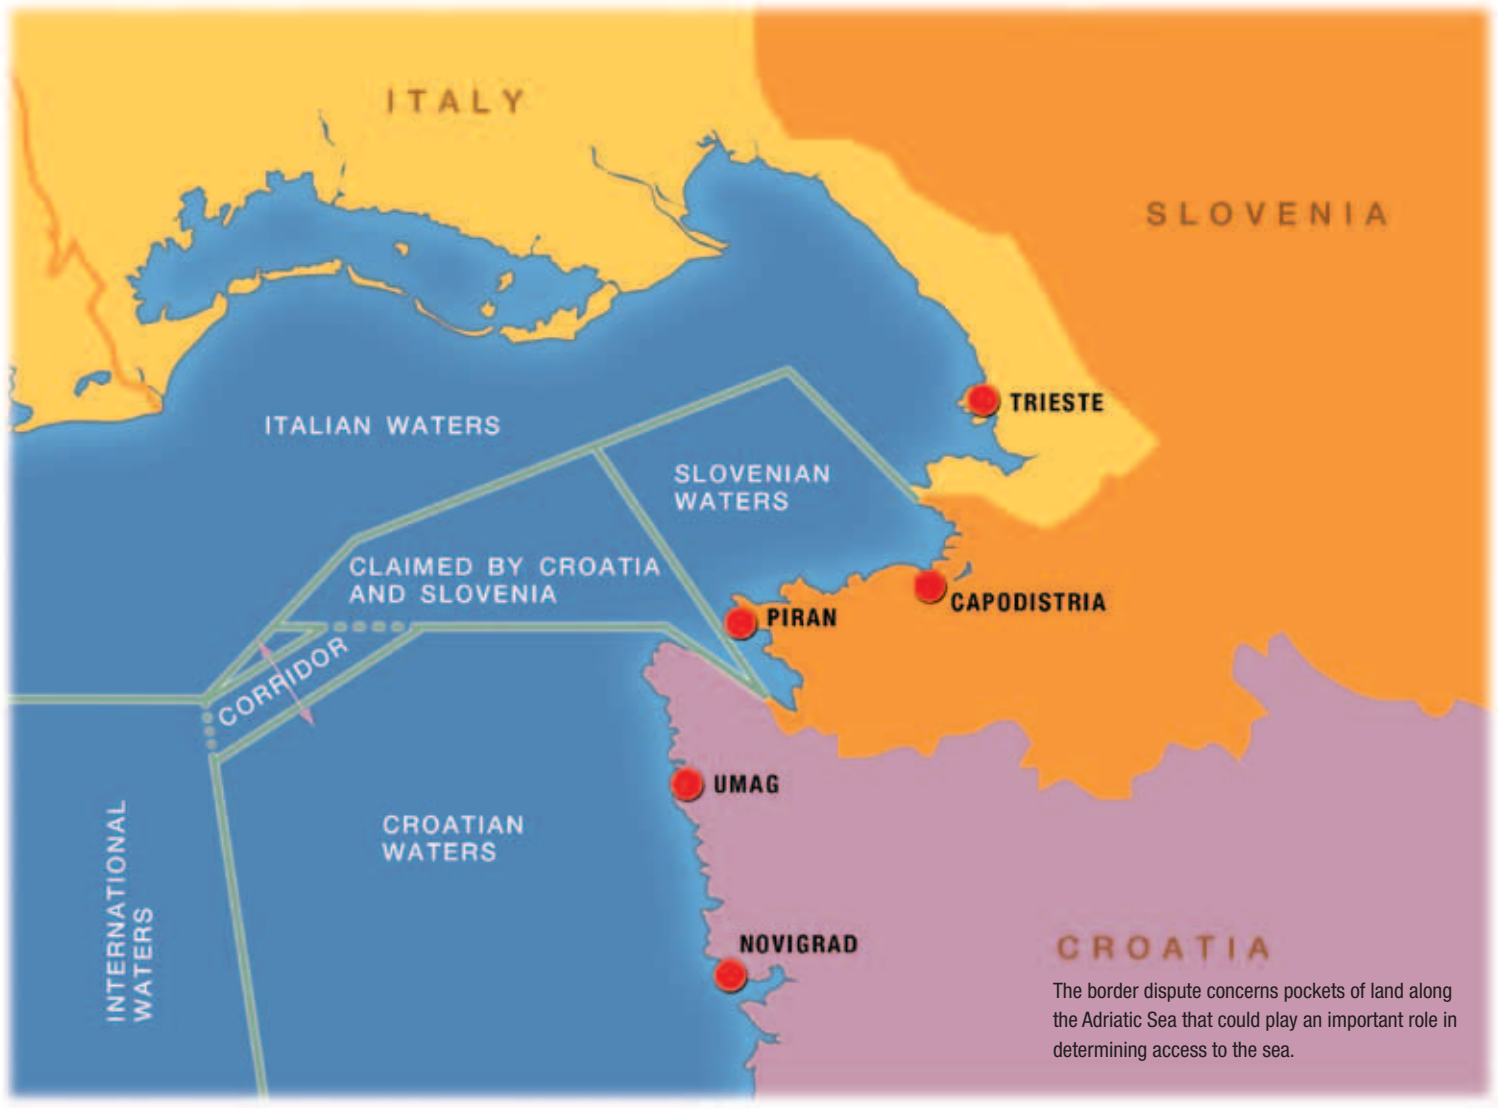 ITALY
SLOVENIA
TRIESTE
ITALIAN WATERS
SLOVENIAN
WATERS
CLAIMED BY CROATIA
AND SLOVENIA
CAPODISTRIA
PIRAN
CORRIDOR
UMAG
CROATIAN
WATERS
INTERNATIONAL
WATERS
NOVIGRAD
CROATIA
The border dispute concerns pockets of land along
the Adriatic Sea that could play an important role in
determining access to the sea.